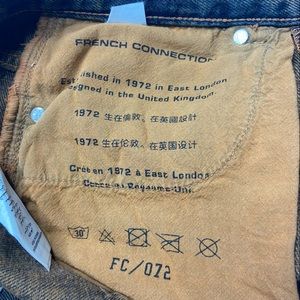 FRENCH CONNECTION
Established in 1972 in East London
Designed in the United Kingdom.
1972 生在倫敦。在英國設計
1972 生在伦敦。在英国设计
Créé en 1972 à East London
Conçu au Royaume-Uni.
30°
FC/072